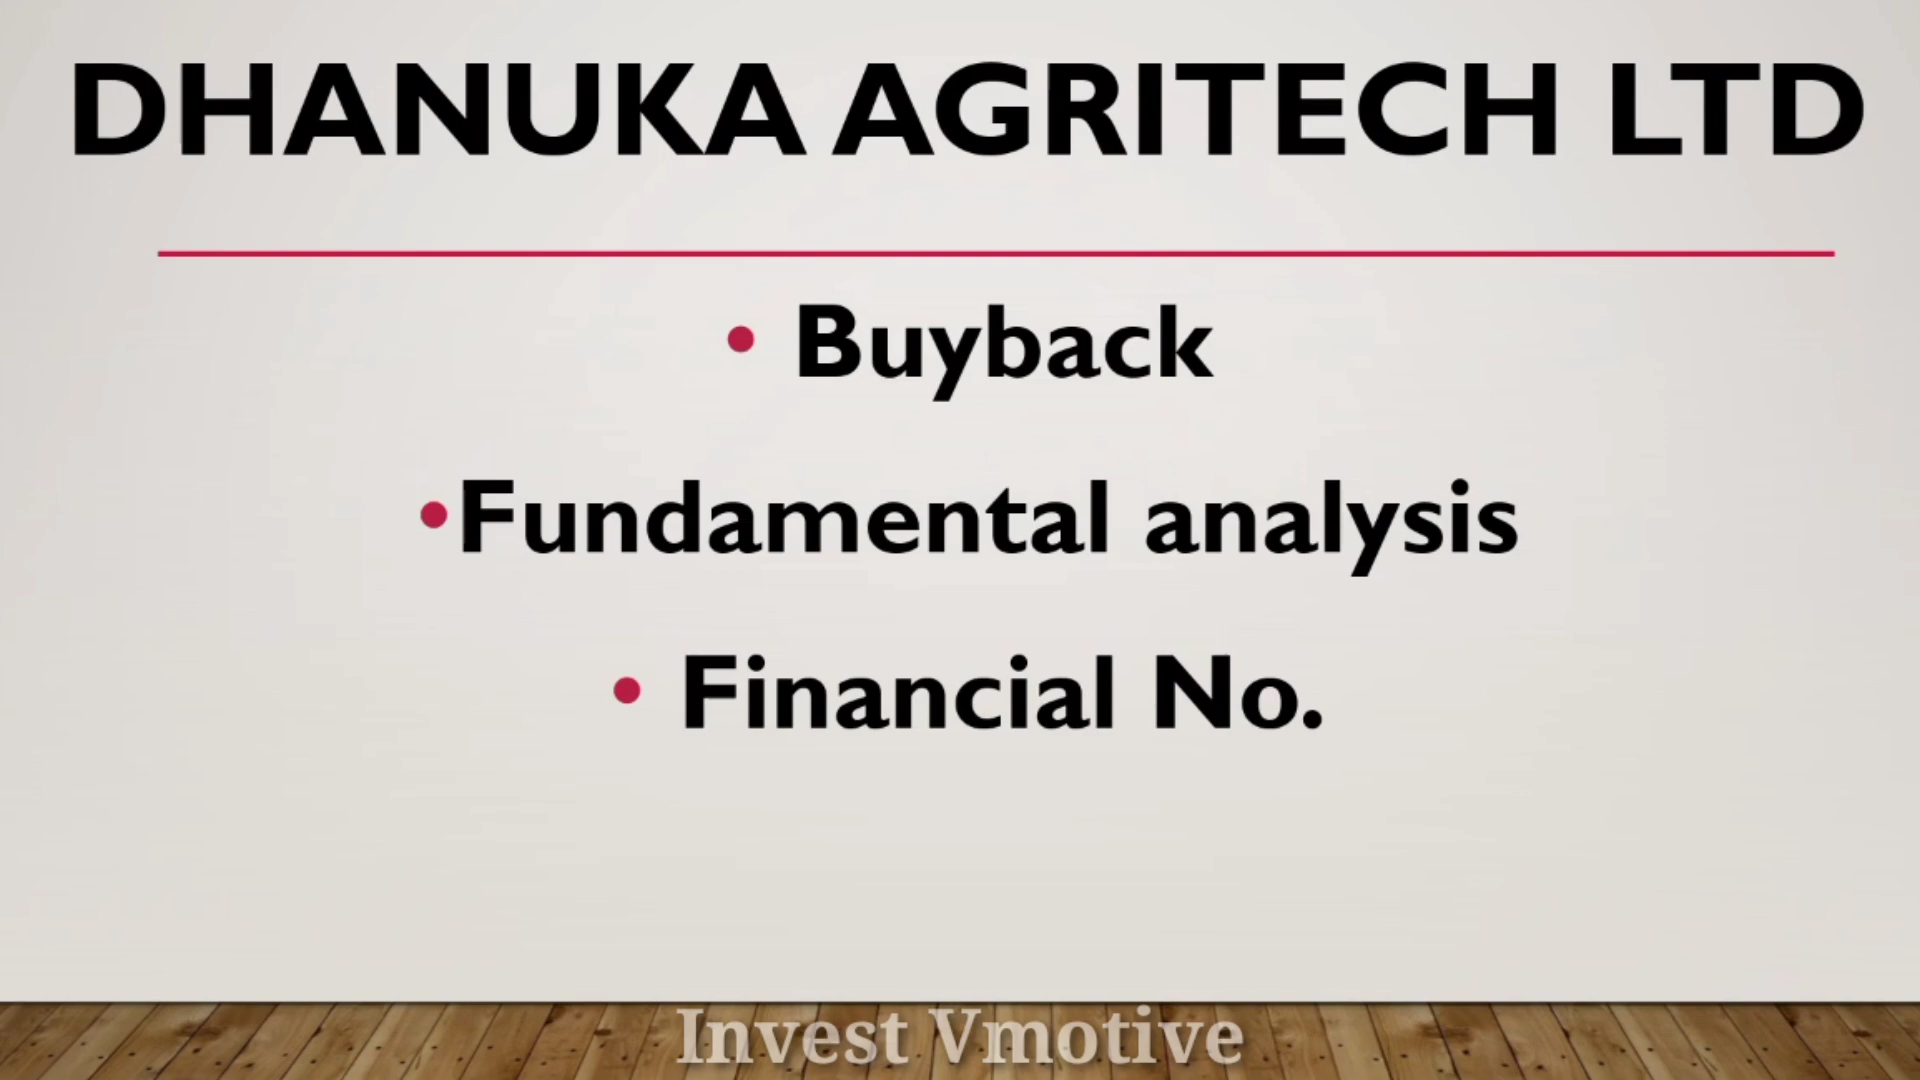 DHANUKA AGRITECH LTD
• Buyback
• Fundamental analysis
• Financial No.
Invest Vmotive